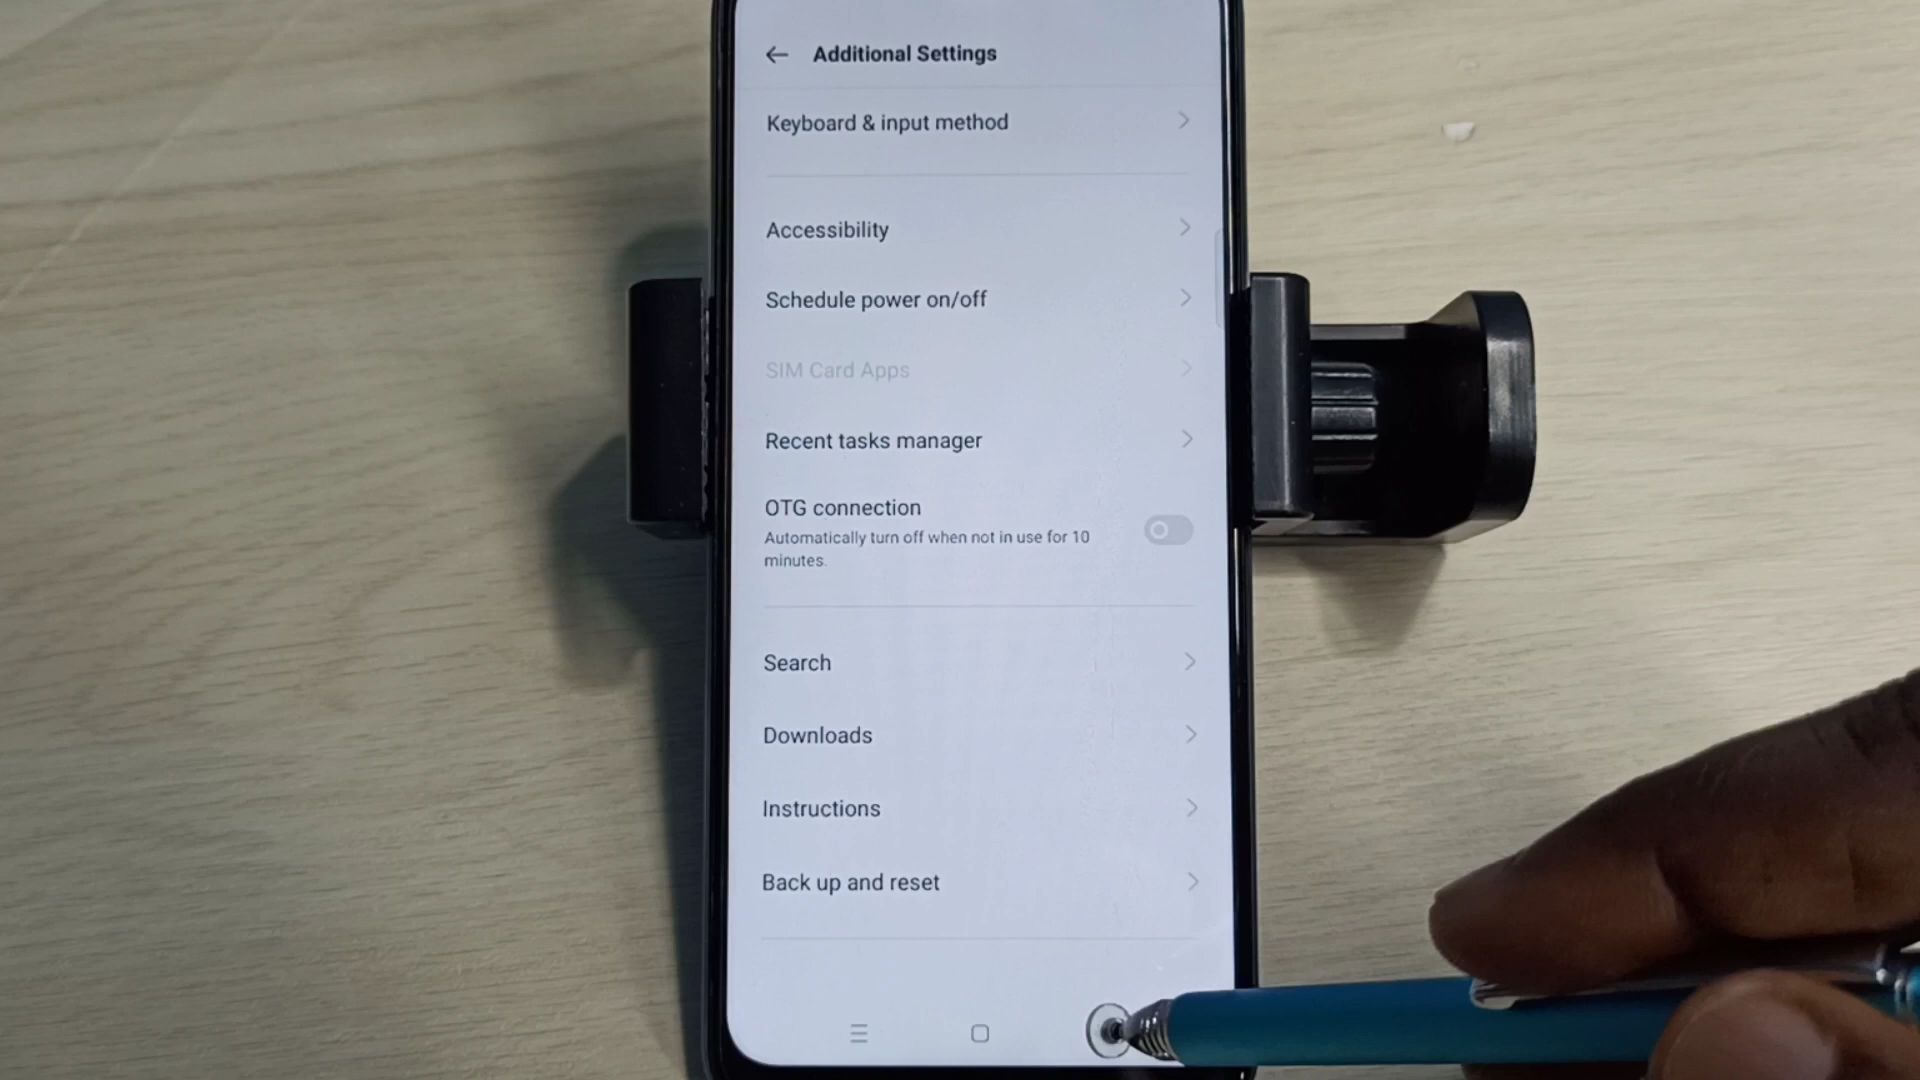 Additional Settings
Keyboard & input method
Accessibility
Schedule power on/off
SIM Card Apps
Recent tasks manager
OTG connection
Automatically turn off when not in use for 10
minutes.
Search
Downloads
Instructions
Back up and reset